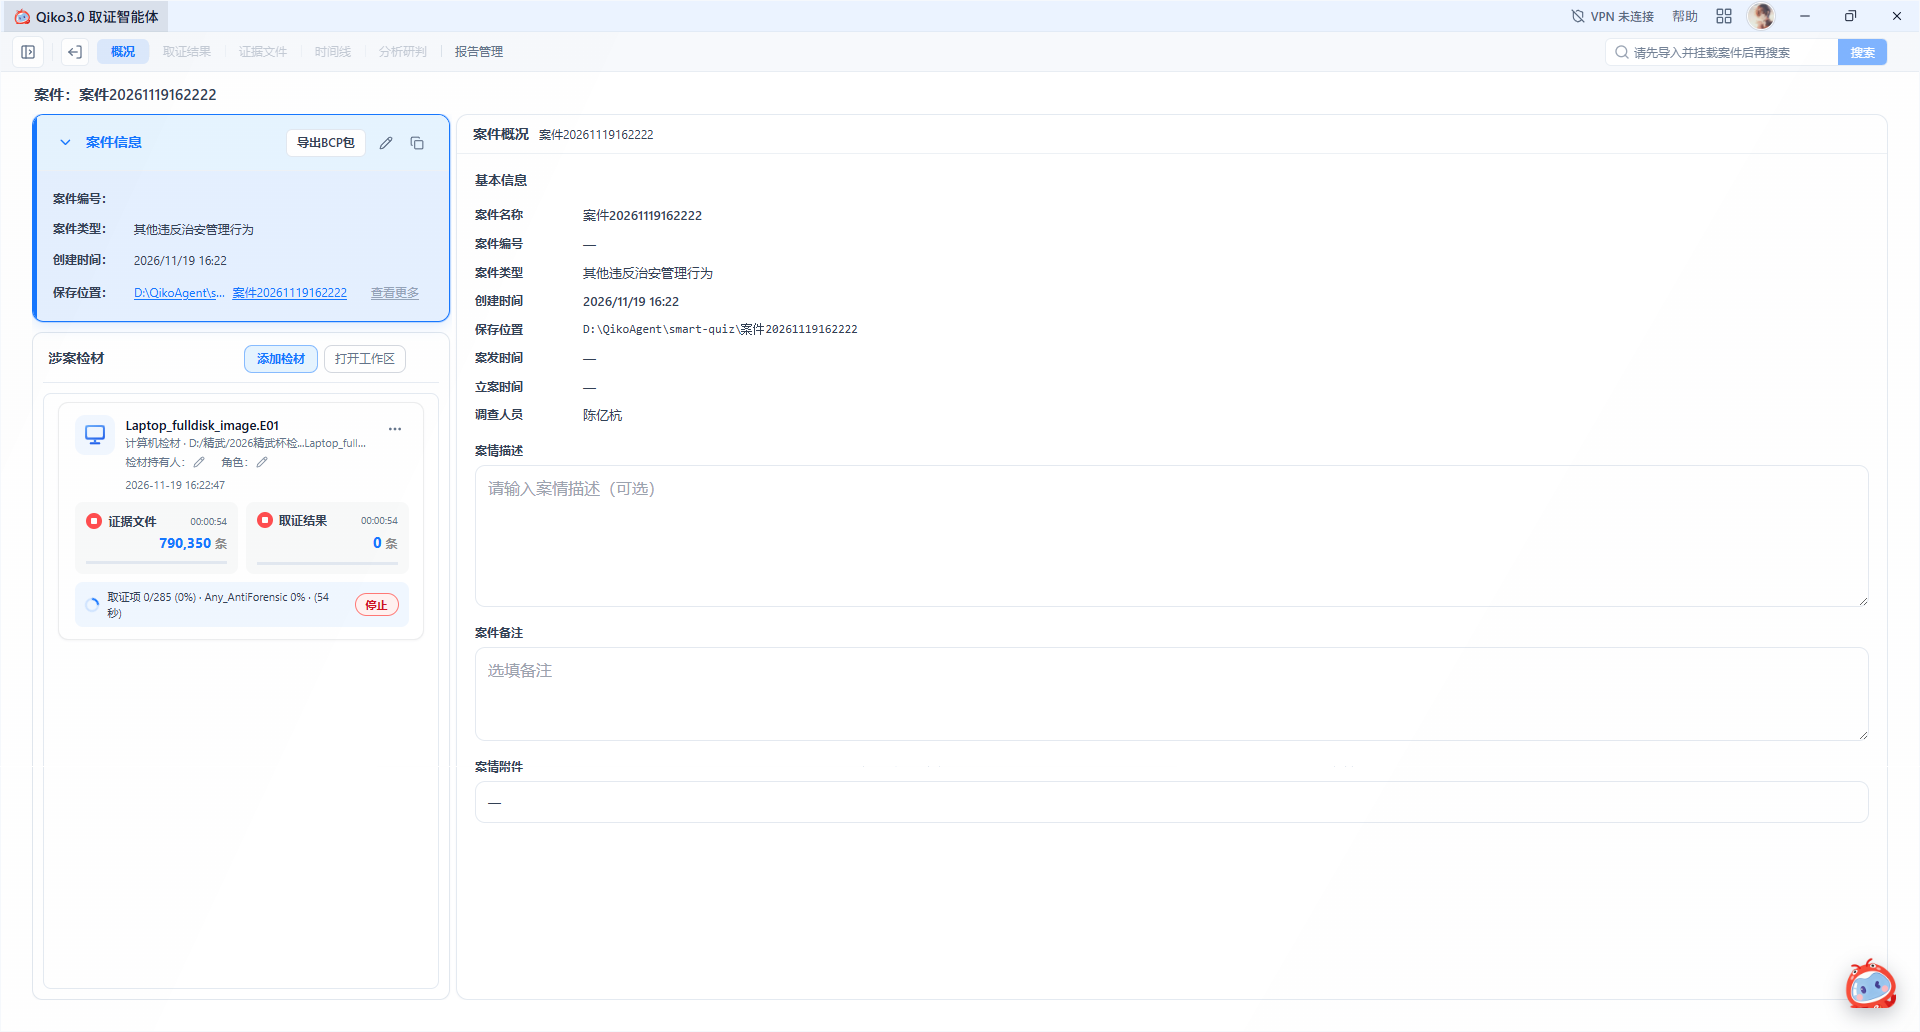 Qiko3.0 取证智能体
VPN 未连接
帮助
概况
取证结果
证据文件
时间线
分析研判
报告管理
请先导入并挂载案件后再搜索
搜索
案件：案件20261119162222
案件信息
导出BCP包
案件编号：
案件类型： 其他违反治安管理行为
创建时间： 2026/11/19 16:22
保存位置： D:\QikoAgent\s... 案件20261119162222 查看更多
涉案检材
添加检材
打开工作区
Laptop_fulldisk_image.E01
计算机检材 · D:/精武/2026精武杯检...Laptop_full...
检材持有人： 角色：
2026-11-19 16:22:47
证据文件 00:00:54
790,350 条
取证结果 00:00:54
0 条
取证项 0/285 (0%) · Any_AntiForensic 0% · (54
秒)
停止
案件概况 案件20261119162222
基本信息
案件名称 案件20261119162222
案件编号 —
案件类型 其他违反治安管理行为
创建时间 2026/11/19 16:22
保存位置 D:\QikoAgent\smart-quiz\案件20261119162222
案发时间 —
立案时间 —
调查人员 陈亿杭
案情描述
请输入案情描述（可选）
案件备注
选填备注
案情附件
—